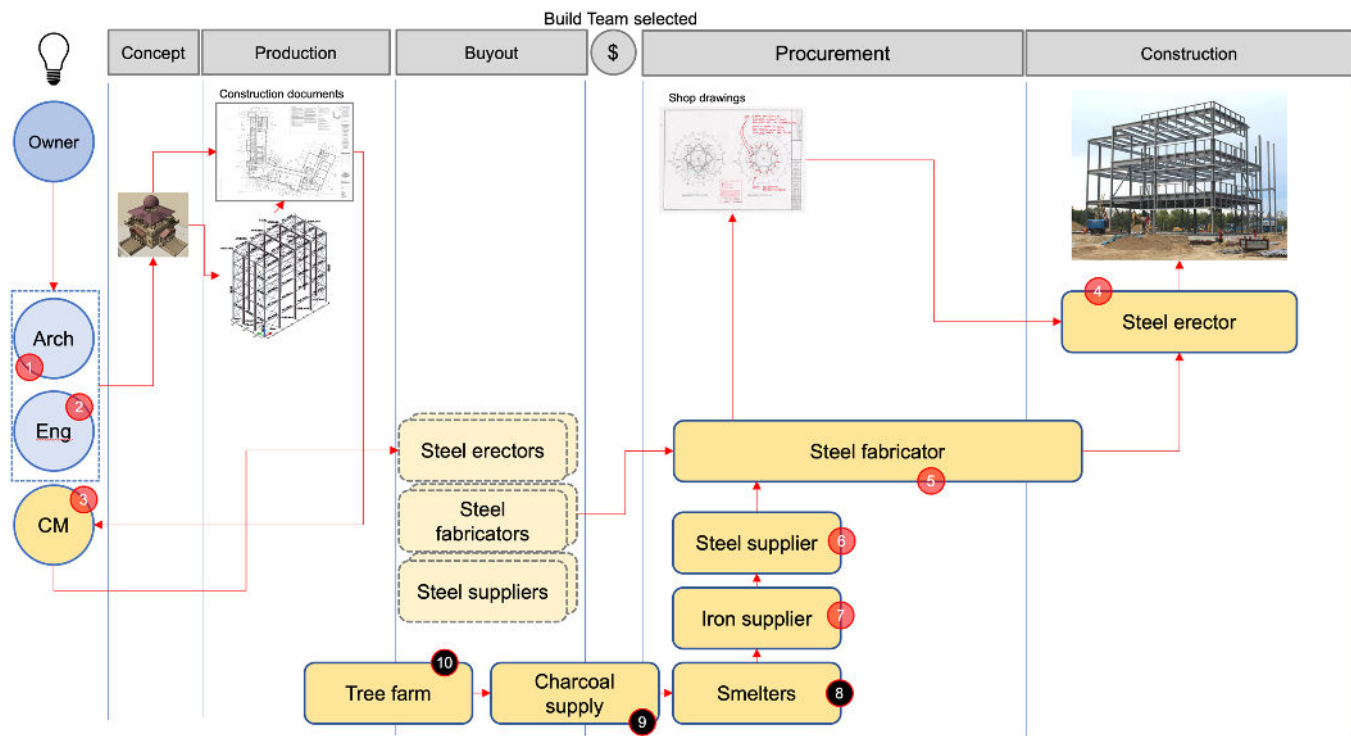 Build Team selected
Concept
Production
Buyout
$
Procurement
Construction
Construction documents
Shop drawings
Owner
Arch
1
2
Eng
3
CM
4
Steel erector
Steel erectors
Steel
fabricators
Steel suppliers
Steel fabricator
5
Steel supplier
6
Iron supplier
7
10
Tree farm
Charcoal
supply
9
Smelters
8